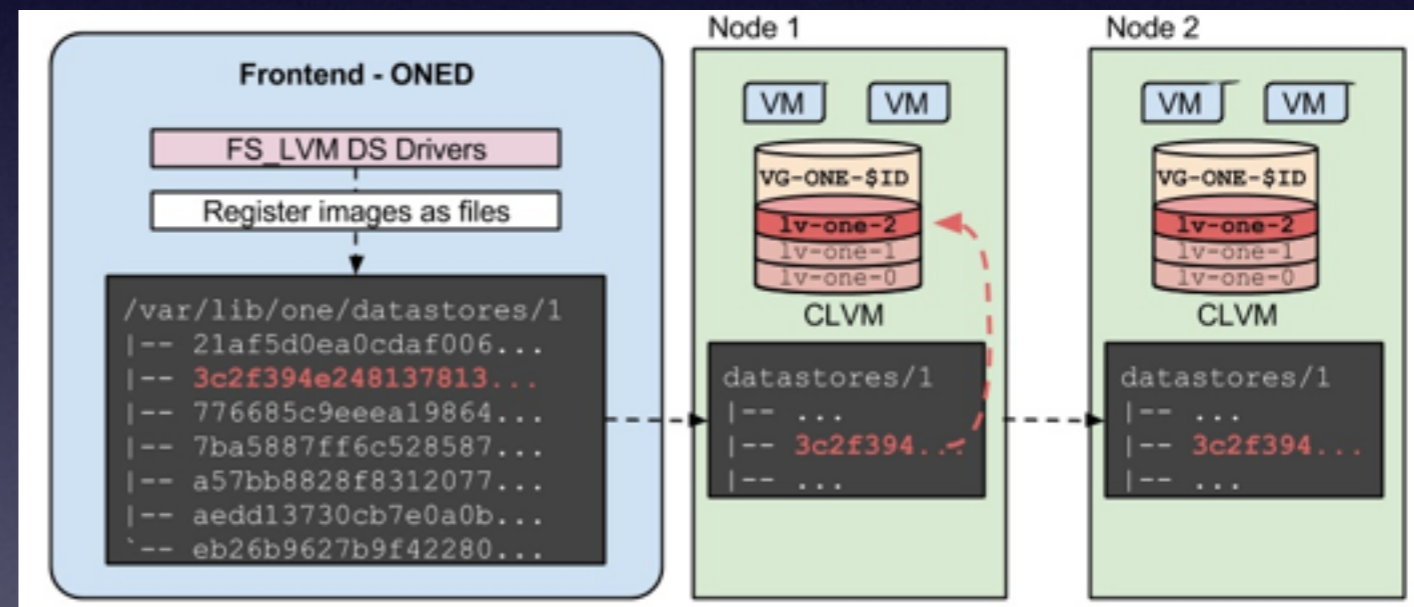 Frontend - ONED
FS_LVM DS Drivers
Register images as files
/var/lib/one/datastores/1
|-- 21af5d0ea0cdaf006...
|-- 3c2f394e248137813...
|-- 776685c9eeea19864...
|-- 7ba5887ff6c528587...
|-- a57bb8828f8312077...
|-- aedd13730cb7e0a0b...
`-- eb26b9627b9f42280...
Node 1
VM VM
VG-ONE-$ID
lv-one-2
lv-one-1
lv-one-0
CLVM
datastores/1
|-- ...
|-- 3c2f394...
|-- ...
Node 2
VM VM
VG-ONE-$ID
lv-one-2
lv-one-1
lv-one-0
CLVM
datastores/1
|-- ...
|-- 3c2f394...
|-- ...